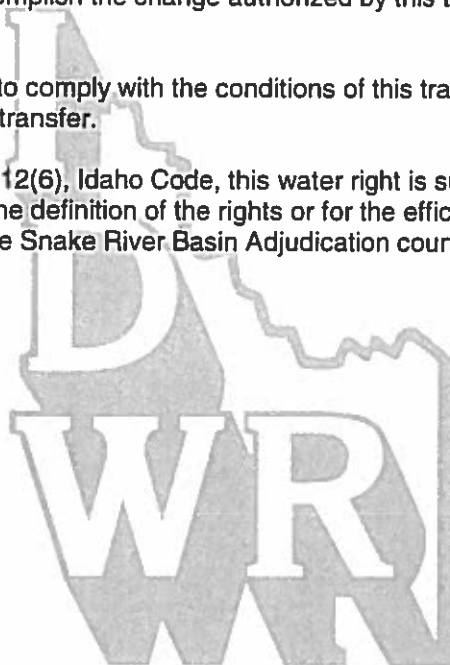 omplish the change authorized by this t
to comply with the conditions of this tra
transfer.
12(6), Idaho Code, this water right is su
he definition of the rights or for the effic
e Snake River Basin Adjudication cour
I
D
WR